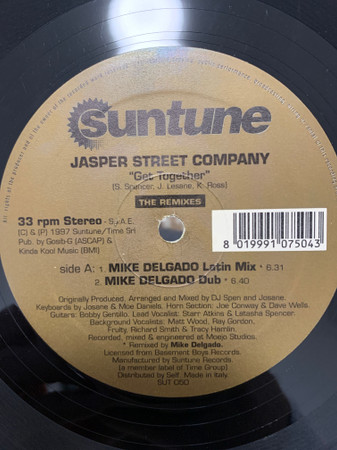 suntune
JASPER STREET COMPANY
"Get Together"
(S. Spencer, J. Lesane, K. Ross)
THE REMIXES
33 rpm Stereo - S.I.A.E.
(C) & (P) 1997 Suntune/Time Srl
Pub. by Gosib-G (ASCAP) &
Kinda Kool Music (BMI)
8 019991 075043
side A: 1. MIKE DELGADO Latin Mix * 6.31
2. MIKE DELGADO Dub * 6.40
Originally Produced, Arranged and Mixed by DJ Spen and Josane.
Keyboards by Josane & Moe Daniels. Horn Section: Joe Conway & Dave Wells.
Guitars: Bobby Gentilo. Lead Vocalist: Starr Atkins & Latasha Spencer.
Background Vocalists: Matt Wood, Ray Gordon,
Fruity, Richard Smith & Tracy Hamlin.
Recorded, mixed & engineered at Moejo Studios.
* Remixed by Mike Delgado.
Licensed from Basement Boys Records.
Manufactured by Suntune Records
(a member label of Time Group)
Distributed by Self. Made in Italy.
SUT 050